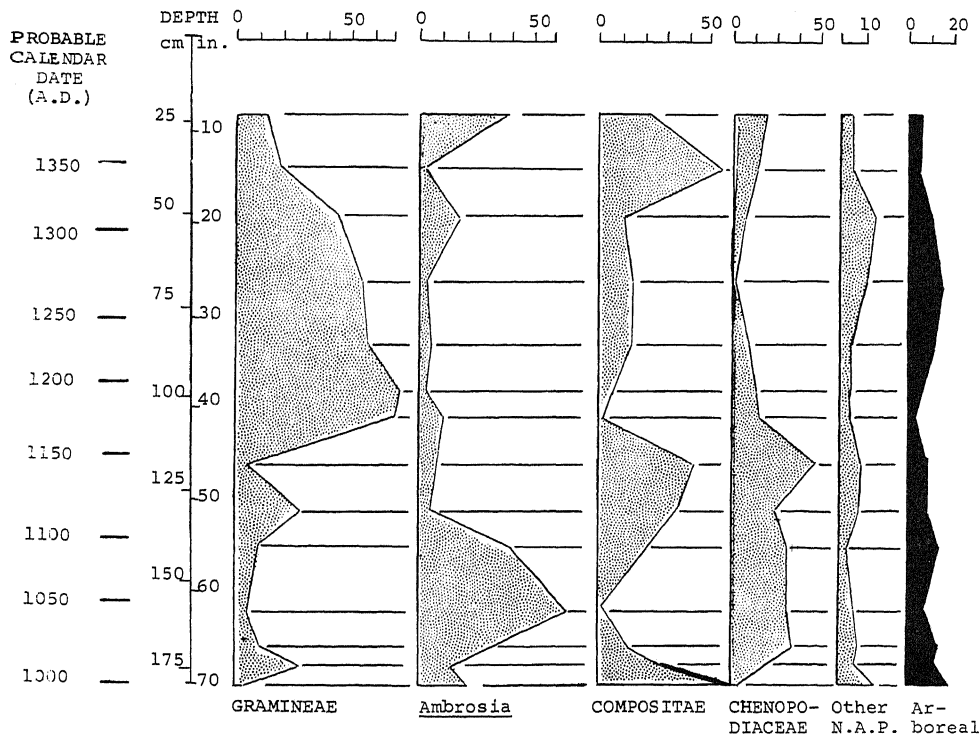 DEPTH
cm in.
PROBABLE
CALENDAR
DATE
(A.D.)
0 50
0 50
0 50
0 50
0 10
0 20
25
10
1350
50
20
1300
75
30
1250
1200
100
40
1150
125
50
1100
150
60
1050
175
70
1000
GRAMINEAE
Ambrosia
COMPOSITAE
CHENOPO-
DIACEAE
Other
N.A.P.
Ar-
boreal